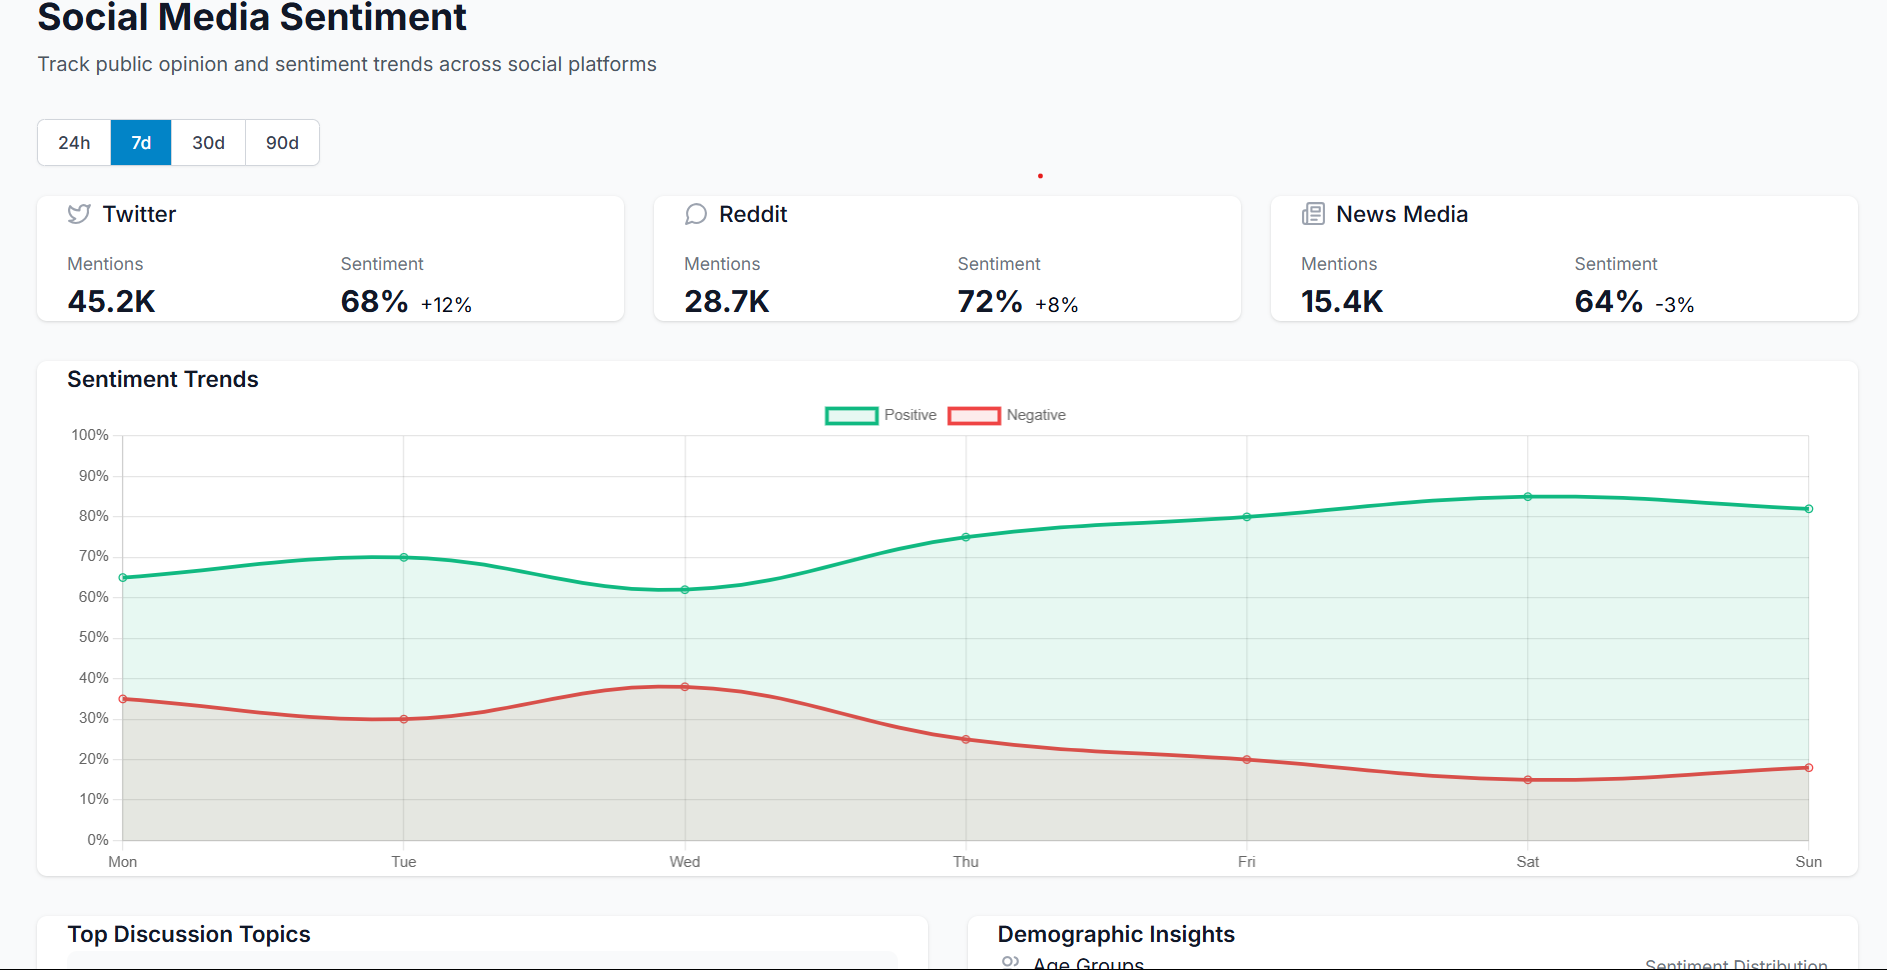 Social Media Sentiment
Track public opinion and sentiment trends across social platforms
24h 7d 30d 90d
Twitter
Mentions Sentiment
45.2K 68% +12%
Reddit
Mentions Sentiment
28.7K 72% +8%
News Media
Mentions Sentiment
15.4K 64% -3%
Sentiment Trends
Positive Negative
100%
90%
80%
70%
60%
50%
40%
30%
20%
10%
0%
Mon Tue Wed Thu Fri Sat Sun
Top Discussion Topics
Demographic Insights
Age Groups Sentiment Distribution